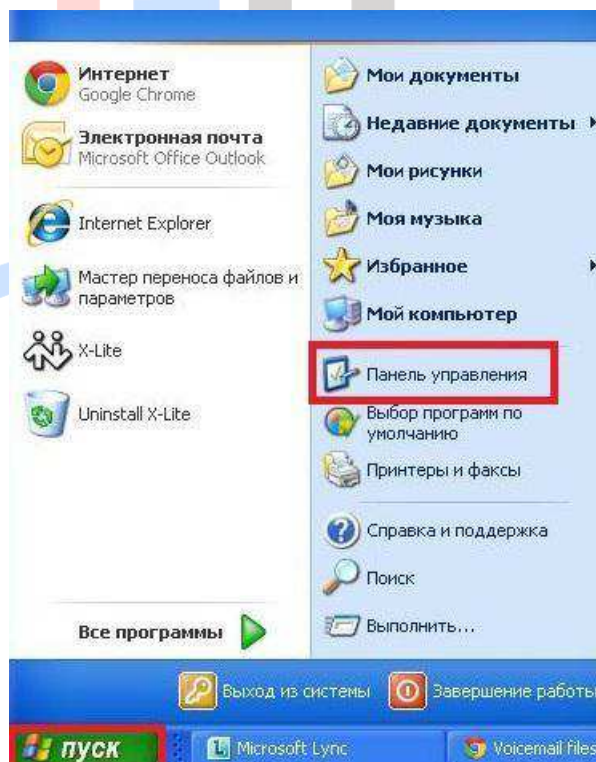 Интернет
Google Chrome
Электронная почта
Microsoft Office Outlook
Internet Explorer
Мастер переноса файлов и
параметров
X-Lite
Uninstall X-Lite
Все программы
Мои документы
Недавние документы
Мои рисунки
Моя музыка
Избранное
Мой компьютер
Панель управления
Выбор программ по
умолчанию
Принтеры и факсы
Справка и поддержка
Поиск
Выполнить...
Выход из системы
Завершение работы
пуск
Microsoft Lync
Voicemail files